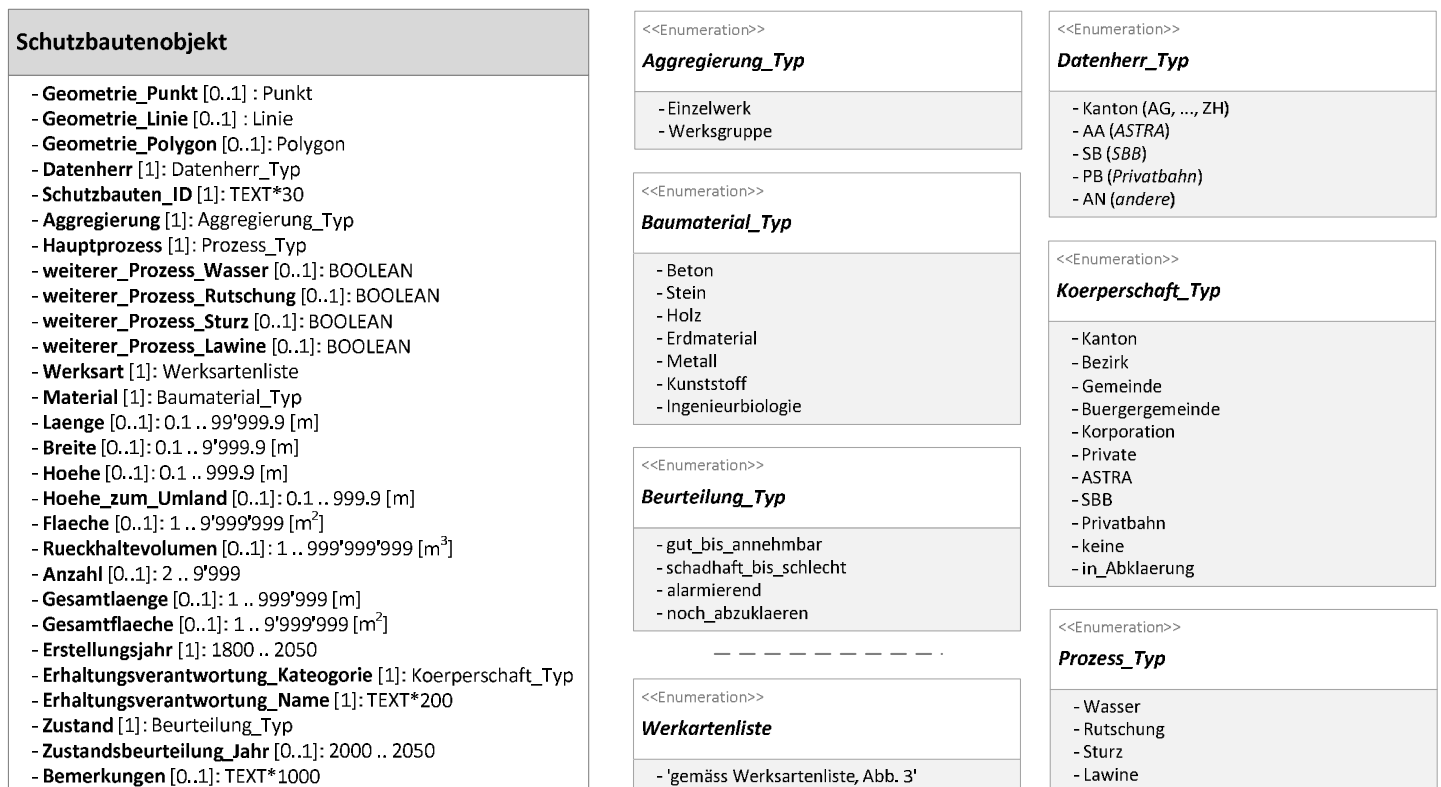 Schutzbautenobjekt
- Geometrie_Punkt [0..1] : Punkt
- Geometrie_Linie [0..1] : Linie
- Geometrie_Polygon [0..1]: Polygon
- Datenherr [1]: Datenherr_Typ
- Schutzbauten_ID [1]: TEXT*30
- Aggregierung [1]: Aggregierung_Typ
- Hauptprozess [1]: Prozess_Typ
- weiterer_Prozess_Wasser [0..1]: BOOLEAN
- weiterer_Prozess_Rutschung [0..1]: BOOLEAN
- weiterer_Prozess_Sturz [0..1]: BOOLEAN
- weiterer_Prozess_Lawine [0..1]: BOOLEAN
- Werksart [1]: Werksartenliste
- Material [1]: Baumaterial_Typ
- Laenge [0..1]: 0.1 .. 99'999.9 [m]
- Breite [0..1]: 0.1 .. 9'999.9 [m]
- Hoehe [0..1]: 0.1 .. 999.9 [m]
- Hoehe_zum_Umland [0..1]: 0.1 .. 999.9 [m]
- Flaeche [0..1]: 1 .. 9'999'999 [m²]
- Rueckhaltevolumen [0..1]: 1 .. 999'999'999 [m³]
- Anzahl [0..1]: 2 .. 9'999
- Gesamtlaenge [0..1]: 1 .. 999'999 [m]
- Gesamtflaeche [0..1]: 1 .. 9'999'999 [m²]
- Erstellungsjahr [1]: 1800 .. 2050
- Erhaltungsverantwortung_Kateogorie [1]: Koerperschaft_Typ
- Erhaltungsverantwortung_Name [1]: TEXT*200
- Zustand [1]: Beurteilung_Typ
- Zustandsbeurteilung_Jahr [0..1]: 2000 .. 2050
- Bemerkungen [0..1]: TEXT*1000
<<Enumeration>>
Aggregierung_Typ
- Einzelwerk
- Werksgruppe
<<Enumeration>>
Baumaterial_Typ
- Beton
- Stein
- Holz
- Erdmaterial
- Metall
- Kunststoff
- Ingenieurbiologie
<<Enumeration>>
Beurteilung_Typ
- gut_bis_annehmbar
- schadhaft_bis_schlecht
- alarmierend
- noch_abzuklaeren
<<Enumeration>>
Werkartenliste
- 'gemäss Werksartenliste, Abb. 3'
<<Enumeration>>
Datenherr_Typ
- Kanton (AG, ..., ZH)
- AA (ASTRA)
- SB (SBB)
- PB (Privatbahn)
- AN (andere)
<<Enumeration>>
Koerperschaft_Typ
- Kanton
- Bezirk
- Gemeinde
- Buergergemeinde
- Korporation
- Private
- ASTRA
- SBB
- Privatbahn
- keine
- in_Abklaerung
<<Enumeration>>
Prozess_Typ
- Wasser
- Rutschung
- Sturz
- Lawine